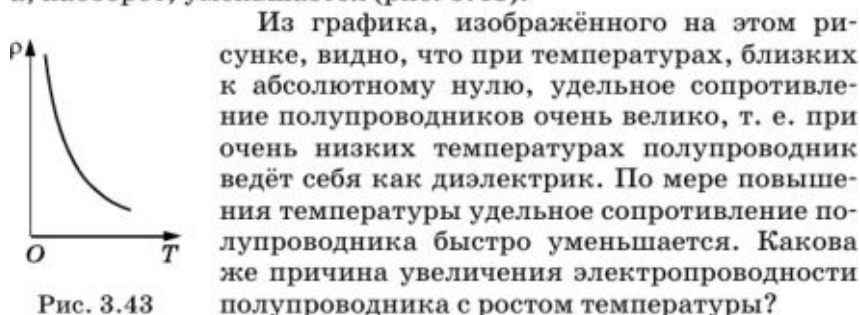 Из графика, изображённого на этом ри-
сунке, видно, что при температурах, близких
к абсолютному нулю, удельное сопротивле-
ние полупроводников очень велико, т. е. при
очень низких температурах полупроводник
ведёт себя как диэлектрик. По мере повыше-
ния температуры удельное сопротивление по-
лупроводника быстро уменьшается. Какова
же причина увеличения электропроводности
полупроводника с ростом температуры?
ρ
O T
Рис. 3.43